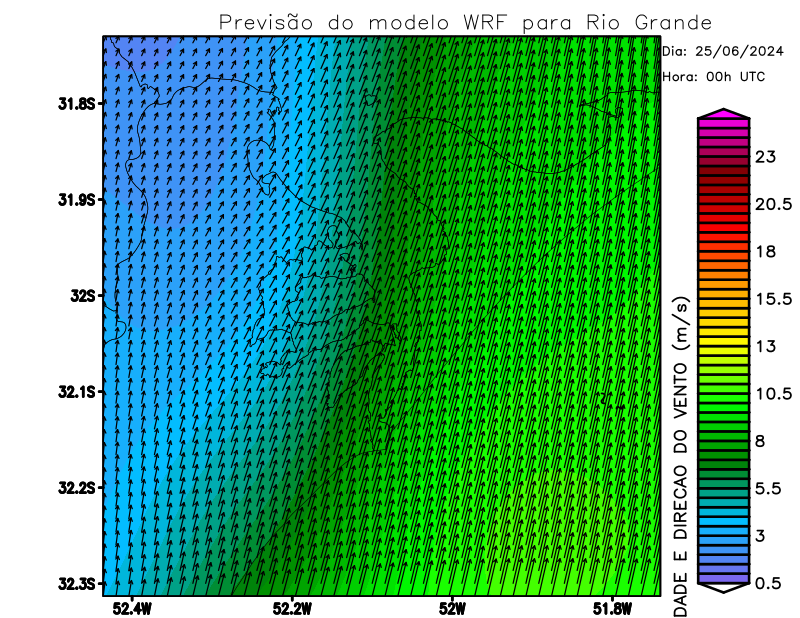 Previsão do modelo WRF para Rio Grande
Dia: 25/06/2024
Hora: 00h UTC
31.8S
31.9S
32S
32.1S
32.2S
32.3S
52.4W
52.2W
52W
51.8W
23
20.5
18
15.5
13
10.5
8
5.5
3
0.5
DADE E DIRECAO DO VENTO (m/s)